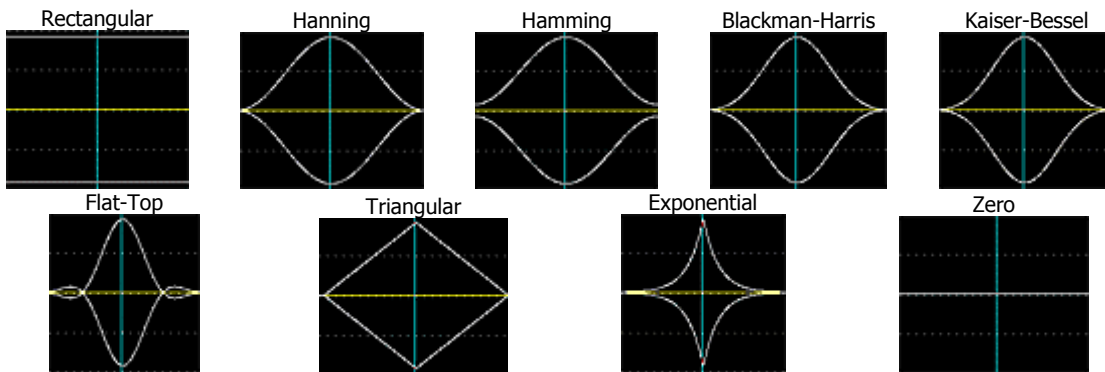 Rectangular Hanning Hamming Blackman-Harris Kaiser-Bessel
Flat-Top Triangular Exponential Zero